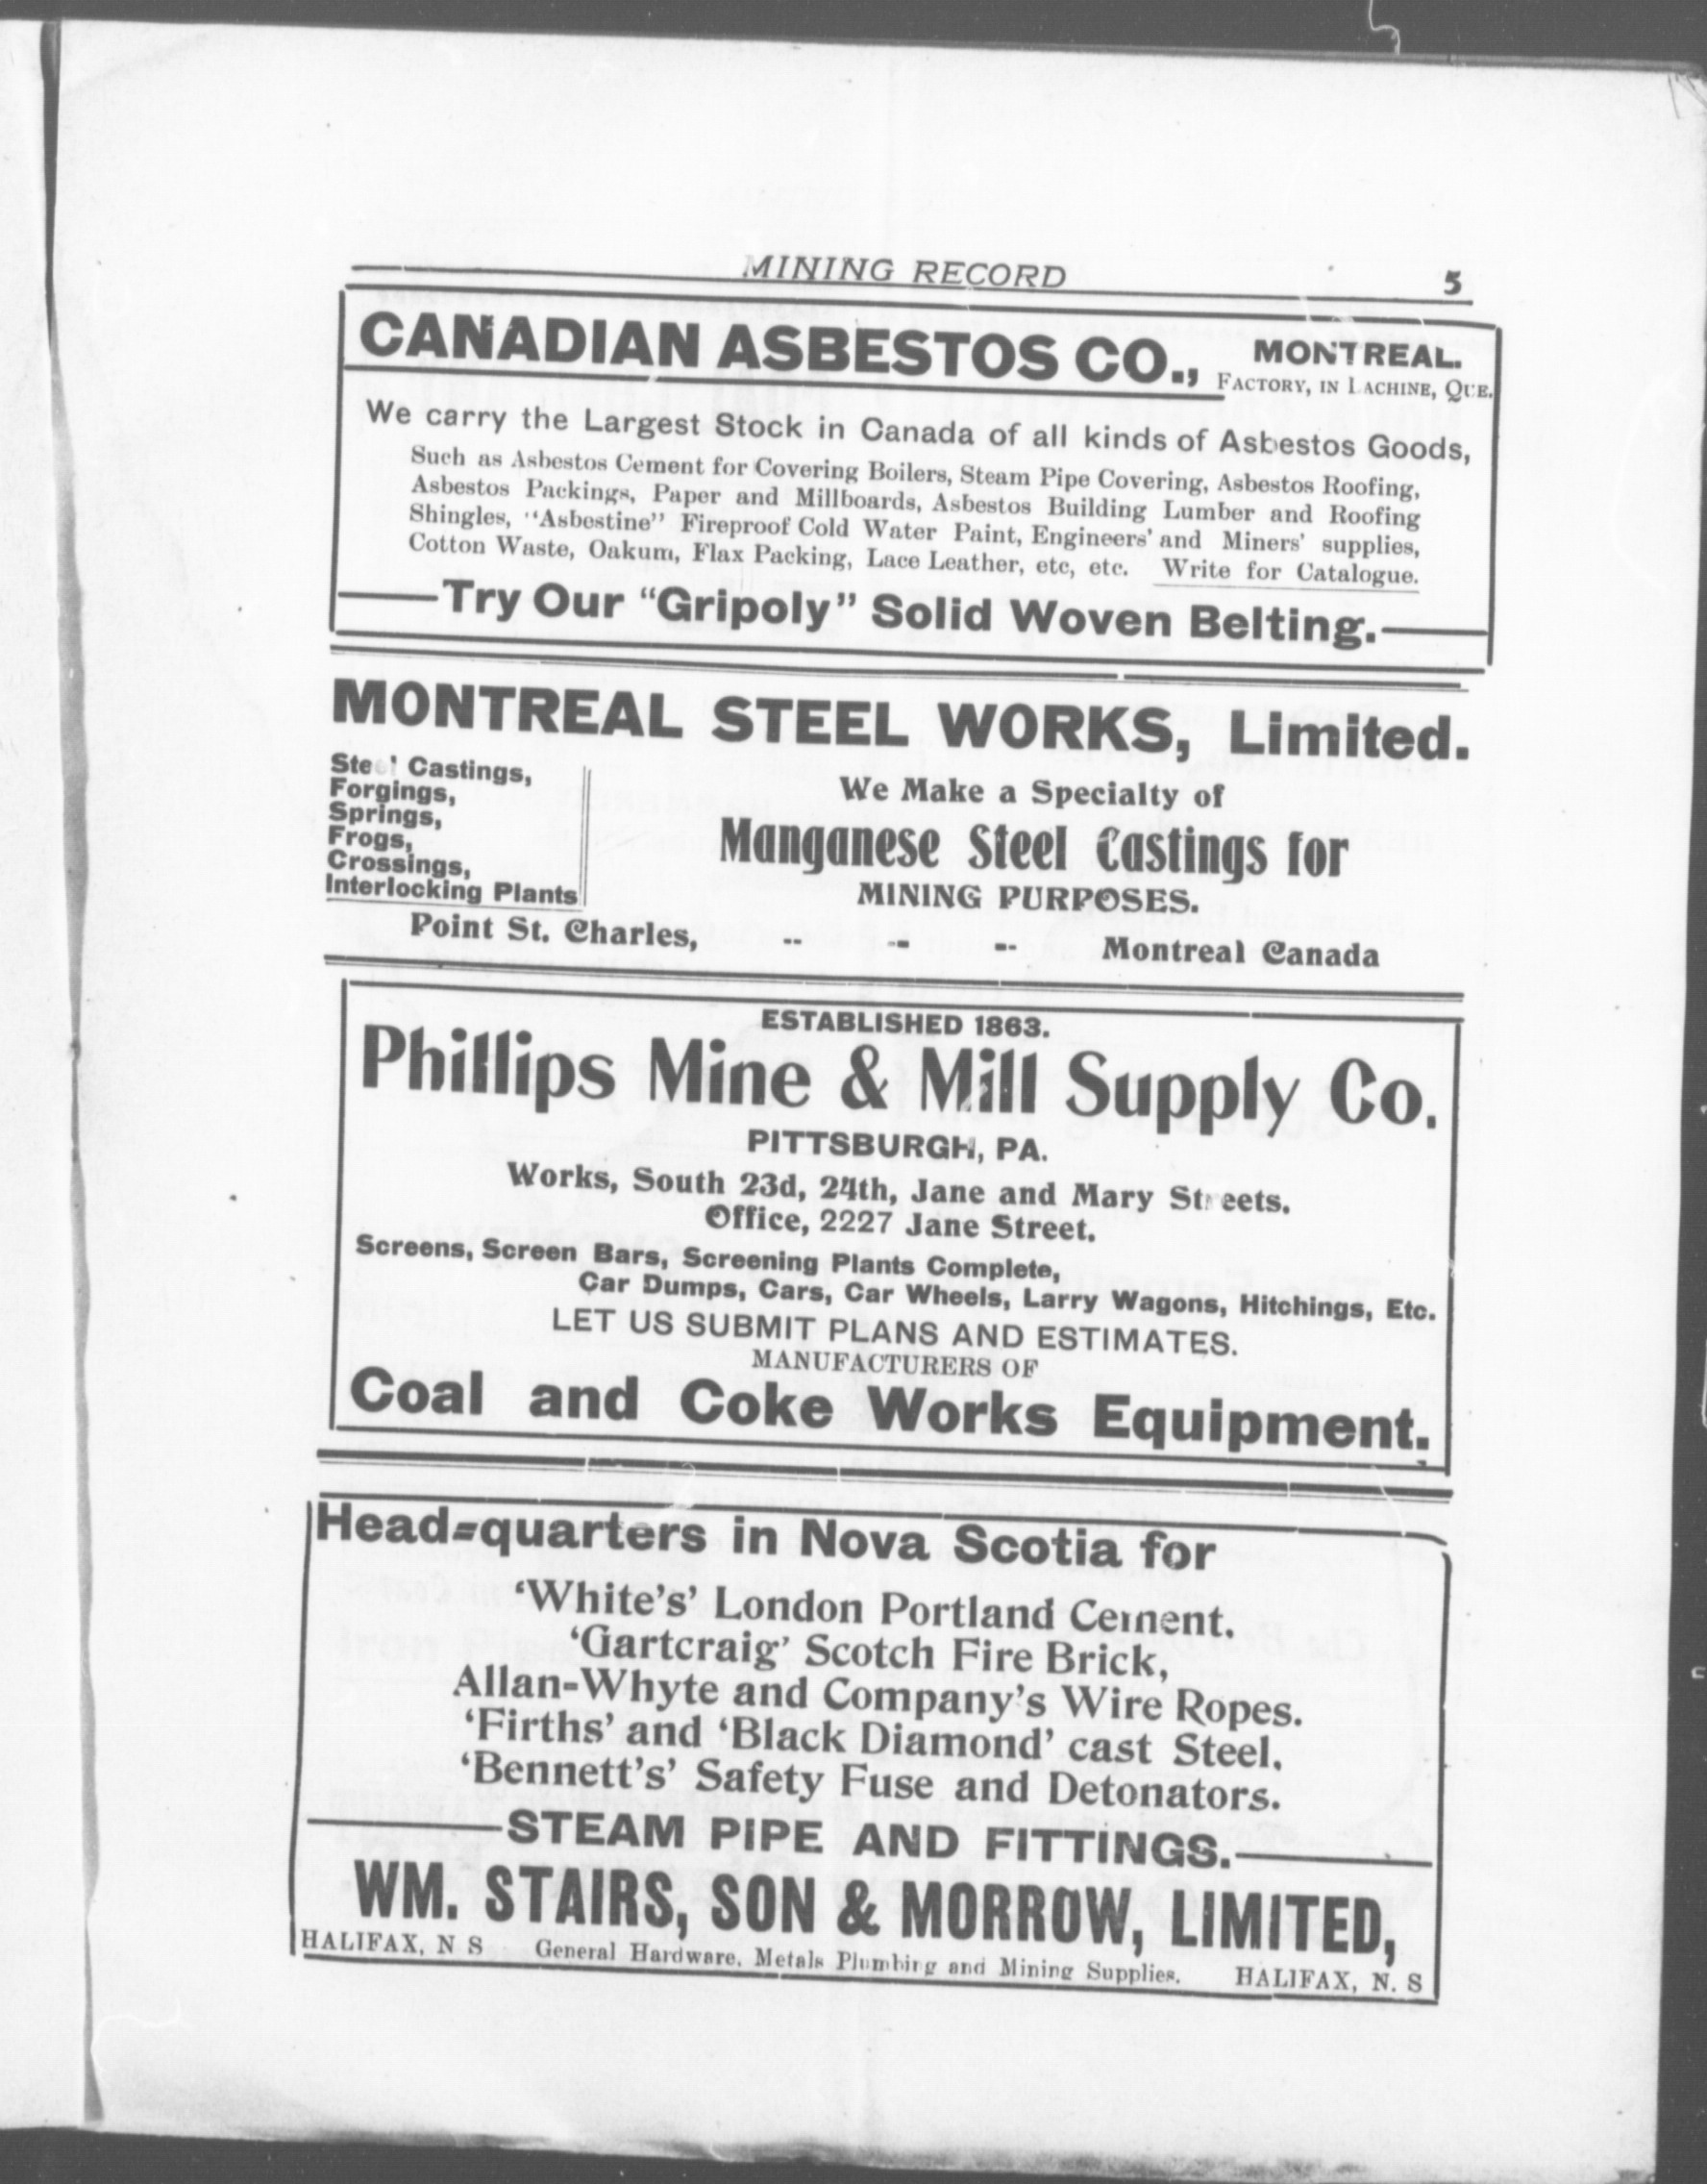 MINING RECORD 5
CANADIAN ASBESTOS CO., MONTREAL.
FACTORY, IN LACHINE, QUE.
We carry the Largest Stock in Canada of all kinds of Asbestos Goods,
Such as Asbestos Cement for Covering Boilers, Steam Pipe Covering, Asbestos Roofing,
Asbestos Packings, Paper and Millboards, Asbestos Building Lumber and Roofing
Shingles, "Asbestine" Fireproof Cold Water Paint, Engineers' and Miners' supplies,
Cotton Waste, Oakum, Flax Packing, Lace Leather, etc, etc. Write for Catalogue.
Try Our "Gripoly" Solid Woven Belting.
MONTREAL STEEL WORKS, Limited.
Steel Castings,
Forgings,
Springs,
Frogs,
Crossings,
Interlocking Plants
We Make a Specialty of
Manganese Steel Castings for
MINING PURPOSES.
Point St. Charles, -- -- -- Montreal Canada
ESTABLISHED 1863.
Phillips Mine & Mill Supply Co.
PITTSBURGH, PA.
Works, South 23d, 24th, Jane and Mary Streets.
Office, 2227 Jane Street.
Screens, Screen Bars, Screening Plants Complete,
Car Dumps, Cars, Car Wheels, Larry Wagons, Hitchings, Etc.
LET US SUBMIT PLANS AND ESTIMATES.
MANUFACTURERS OF
Coal and Coke Works Equipment.
Head-quarters in Nova Scotia for
'White's' London Portland Cement.
'Gartcraig' Scotch Fire Brick,
Allan-Whyte and Company's Wire Ropes.
'Firths' and 'Black Diamond' cast Steel.
'Bennett's' Safety Fuse and Detonators.
STEAM PIPE AND FITTINGS.
WM. STAIRS, SON & MORROW, LIMITED,
HALIFAX, N S General Hardware, Metals Plumbing and Mining Supplies. HALIFAX, N. S